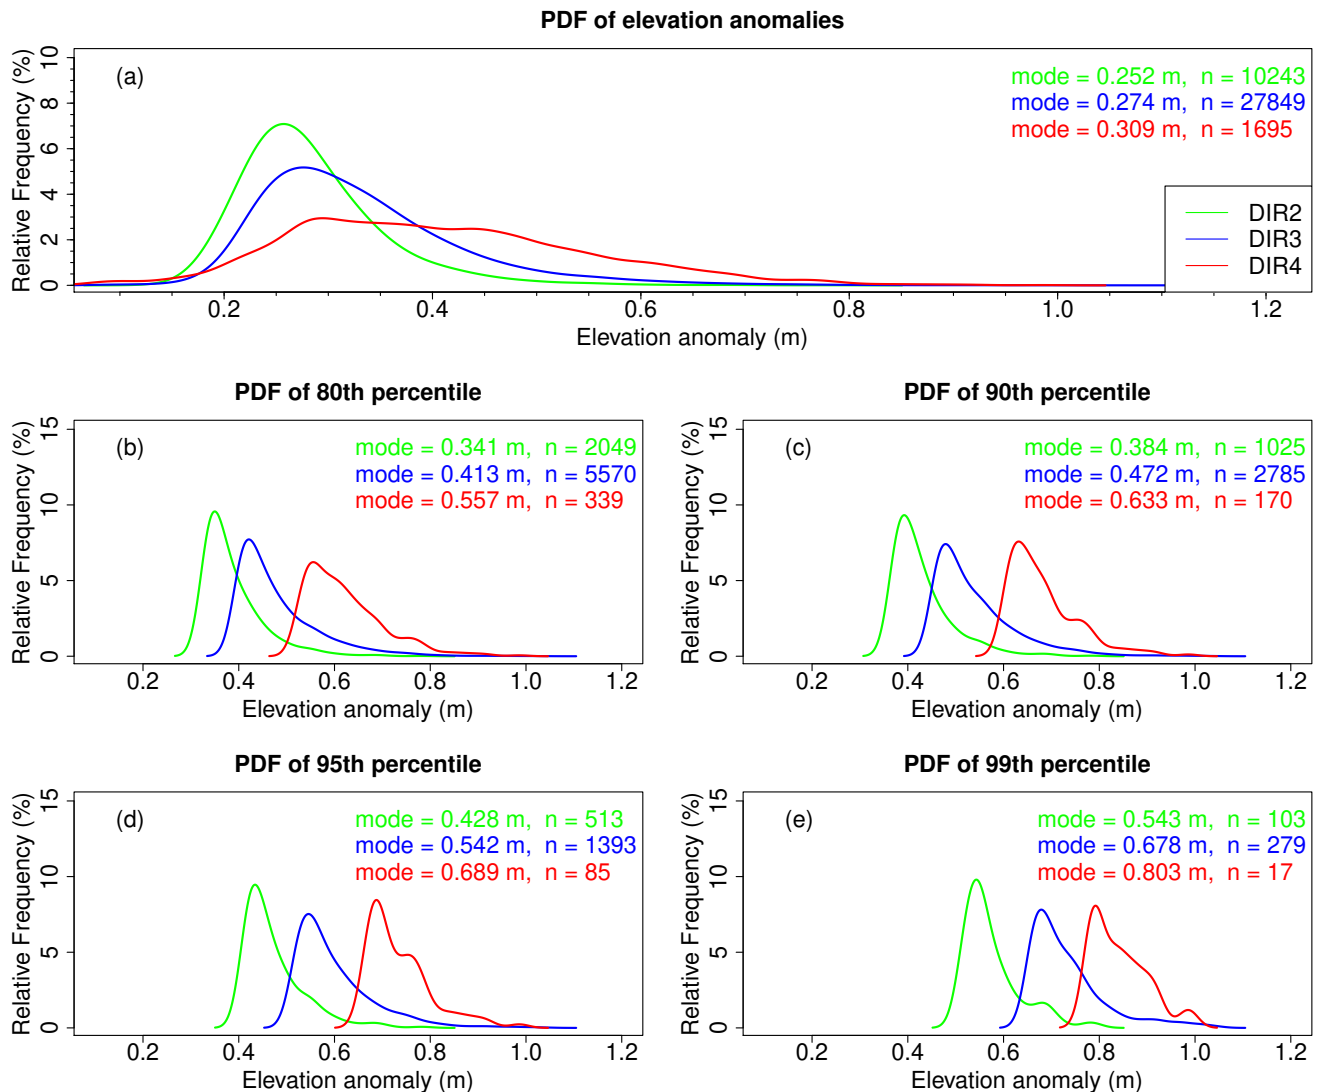 PDF of elevation anomalies
Relative Frequency (%)
0 2 4 6 8 10
(a)
mode = 0.252 m, n = 10243
mode = 0.274 m, n = 27849
mode = 0.309 m, n = 1695
DIR2
DIR3
DIR4
0.2 0.4 0.6 0.8 1.0 1.2
Elevation anomaly (m)
PDF of 80th percentile
Relative Frequency (%)
0 5 10 15
(b)
mode = 0.341 m, n = 2049
mode = 0.413 m, n = 5570
mode = 0.557 m, n = 339
0.2 0.4 0.6 0.8 1.0 1.2
Elevation anomaly (m)
PDF of 90th percentile
Relative Frequency (%)
0 5 10 15
(c)
mode = 0.384 m, n = 1025
mode = 0.472 m, n = 2785
mode = 0.633 m, n = 170
0.2 0.4 0.6 0.8 1.0 1.2
Elevation anomaly (m)
PDF of 95th percentile
Relative Frequency (%)
0 5 10 15
(d)
mode = 0.428 m, n = 513
mode = 0.542 m, n = 1393
mode = 0.689 m, n = 85
0.2 0.4 0.6 0.8 1.0 1.2
Elevation anomaly (m)
PDF of 99th percentile
Relative Frequency (%)
0 5 10 15
(e)
mode = 0.543 m, n = 103
mode = 0.678 m, n = 279
mode = 0.803 m, n = 17
0.2 0.4 0.6 0.8 1.0 1.2
Elevation anomaly (m)